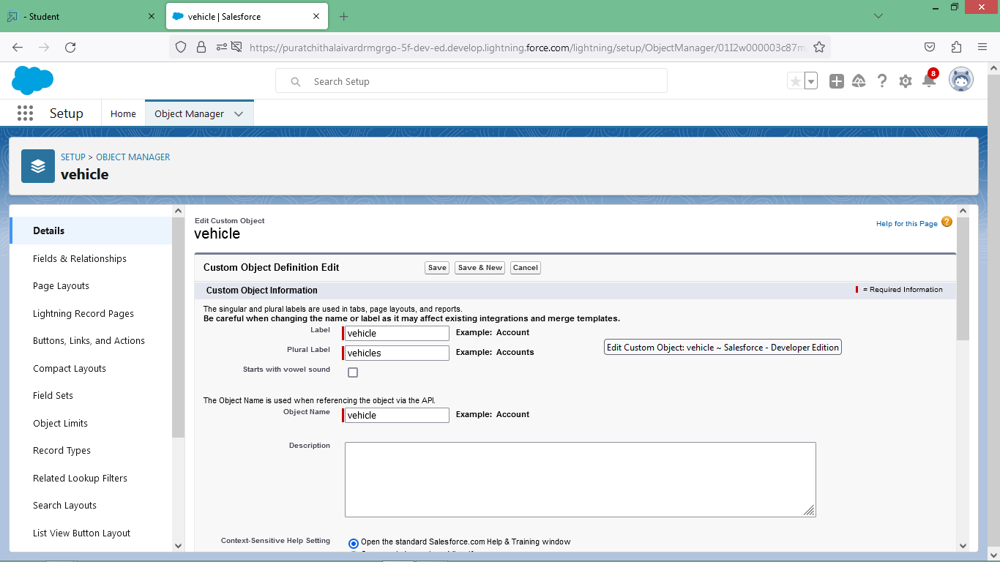 - Student
vehicle | Salesforce
https://puratchithalaivardrmgrgo-5f-dev-ed.develop.lightning.force.com/lightning/setup/ObjectManager/01I2w000003c87m
Search Setup
8
Setup
Home
Object Manager
SETUP > OBJECT MANAGER
vehicle
Details
Fields & Relationships
Page Layouts
Lightning Record Pages
Buttons, Links, and Actions
Compact Layouts
Field Sets
Object Limits
Record Types
Related Lookup Filters
Search Layouts
List View Button Layout
Edit Custom Object
vehicle
Help for this Page
Custom Object Definition Edit
Save
Save & New
Cancel
Custom Object Information
= Required Information
The singular and plural labels are used in tabs, page layouts, and reports.
Be careful when changing the name or label as it may affect existing integrations and merge templates.
Label vehicle Example: Account
Plural Label vehicles Example: Accounts
Edit Custom Object: vehicle ~ Salesforce - Developer Edition
Starts with vowel sound
The Object Name is used when referencing the object via the API.
Object Name vehicle Example: Account
Description
Context-Sensitive Help Setting Open the standard Salesforce.com Help & Training window